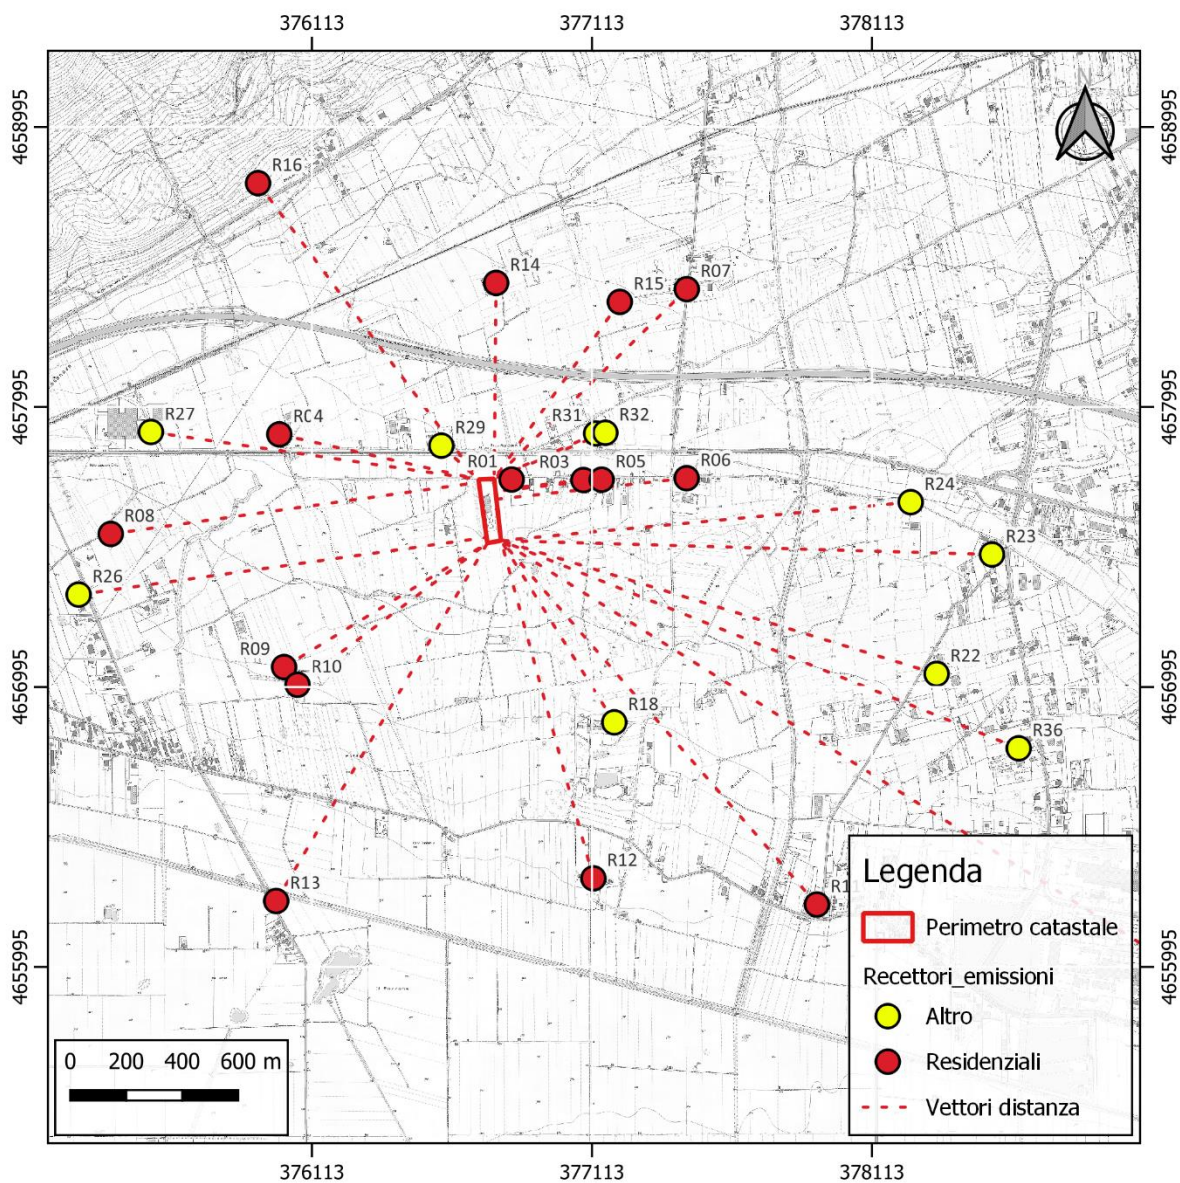 376113 377113 378113
N
4658995 4658995
R16
R14
R15 R07
4657995 4657995
R27 R04 R29 R31 R32
R01 R03 R05 R06
R24
R08
R23
R26
R09
R10
R22
4656995 4656995
R18
R36
R12
R13
R11
Legenda
Perimetro catastale
4655995 4655995
Recettori_emissioni
Altro
0 200 400 600 m
Residenziali
Vettori distanza
376113 377113 378113